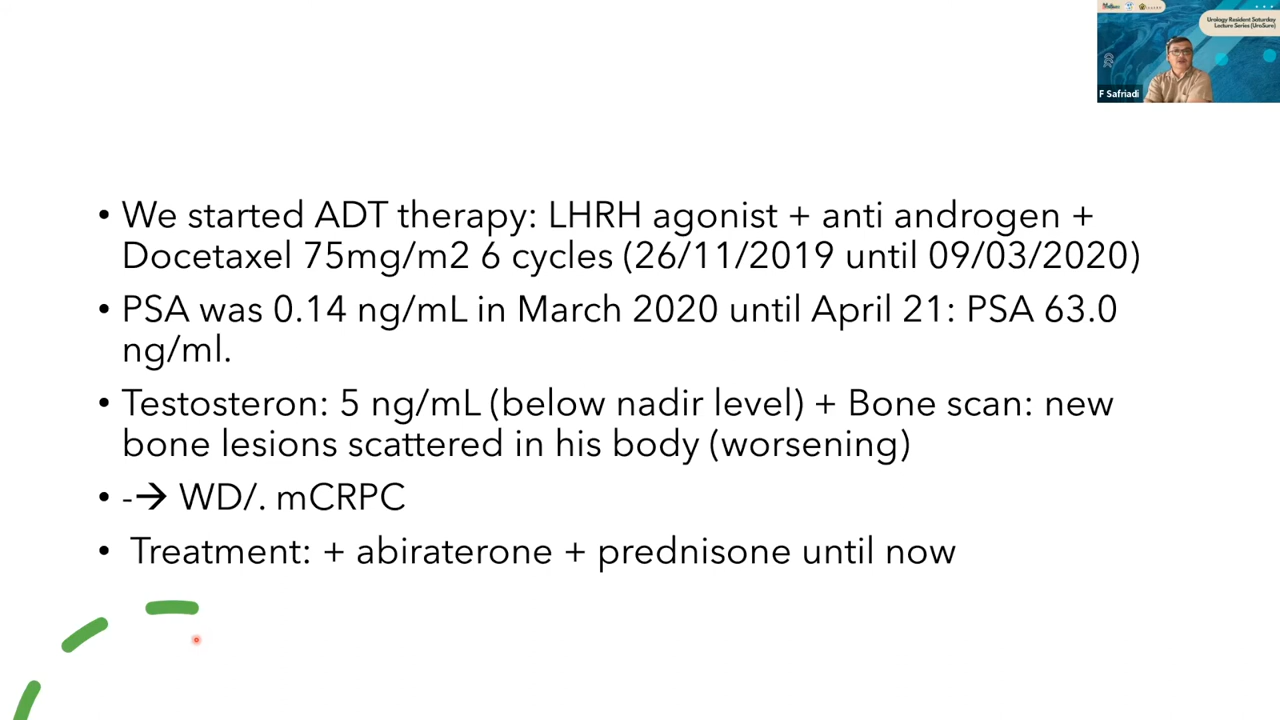 Urology Resident Saturday
Lecture Series (UroSure)
F Safriadi
• We started ADT therapy: LHRH agonist + anti androgen +
Docetaxel 75mg/m2 6 cycles (26/11/2019 until 09/03/2020)
• PSA was 0.14 ng/mL in March 2020 until April 21: PSA 63.0
ng/ml.
• Testosteron: 5 ng/mL (below nadir level) + Bone scan: new
bone lesions scattered in his body (worsening)
• -→ WD/. mCRPC
• Treatment: + abiraterone + prednisone until now